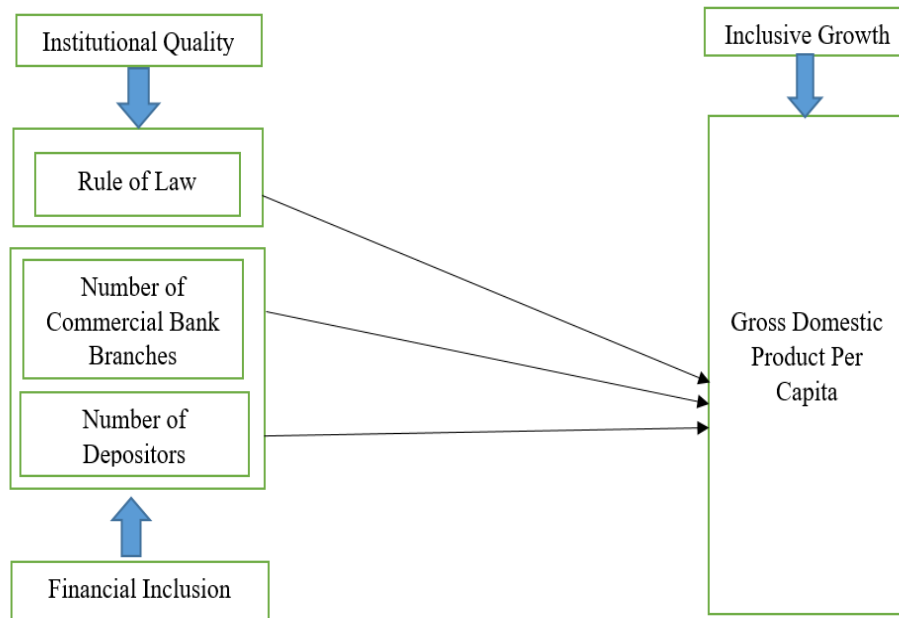 Institutional Quality
Inclusive Growth
Rule of Law
Number of
Commercial Bank
Branches
Gross Domestic
Product Per
Capita
Number of
Depositors
Financial Inclusion